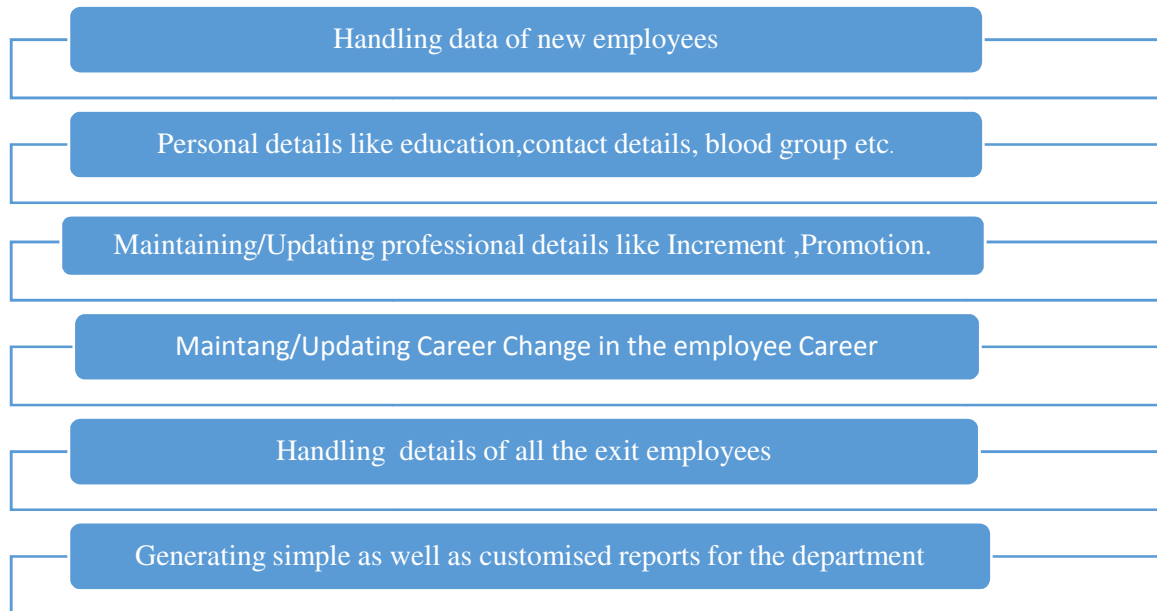 Handling data of new employees
Personal details like education,contact details, blood group etc.
Maintaining/Updating professional details like Increment ,Promotion.
Maintang/Updating Career Change in the employee Career
Handling  details of all the exit employees
Generating simple as well as customised reports for the department